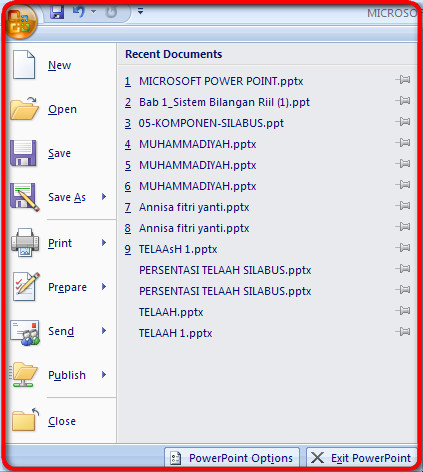 MICROSOF
New
Open
Save
Save As
Print
Prepare
Send
Publish
Close
Recent Documents
1 MICROSOFT POWER POINT.pptx
2 Bab 1_Sistem Bilangan Riil (1).ppt
3 05-KOMPONEN-SILABUS.ppt
4 MUHAMMADIYAH.pptx
5 MUHAMMADIYAH.pptx
6 MUHAMMADIYAH.pptx
7 Annisa fitri yanti.pptx
8 Annisa fitri yanti.pptx
9 TELAAsH 1.pptx
PERSENTASI TELAAH SILABUS.pptx
PERSENTASI TELAAH SILABUS.pptx
TELAAH.pptx
TELAAH 1.pptx
PowerPoint Options
Exit PowerPoint